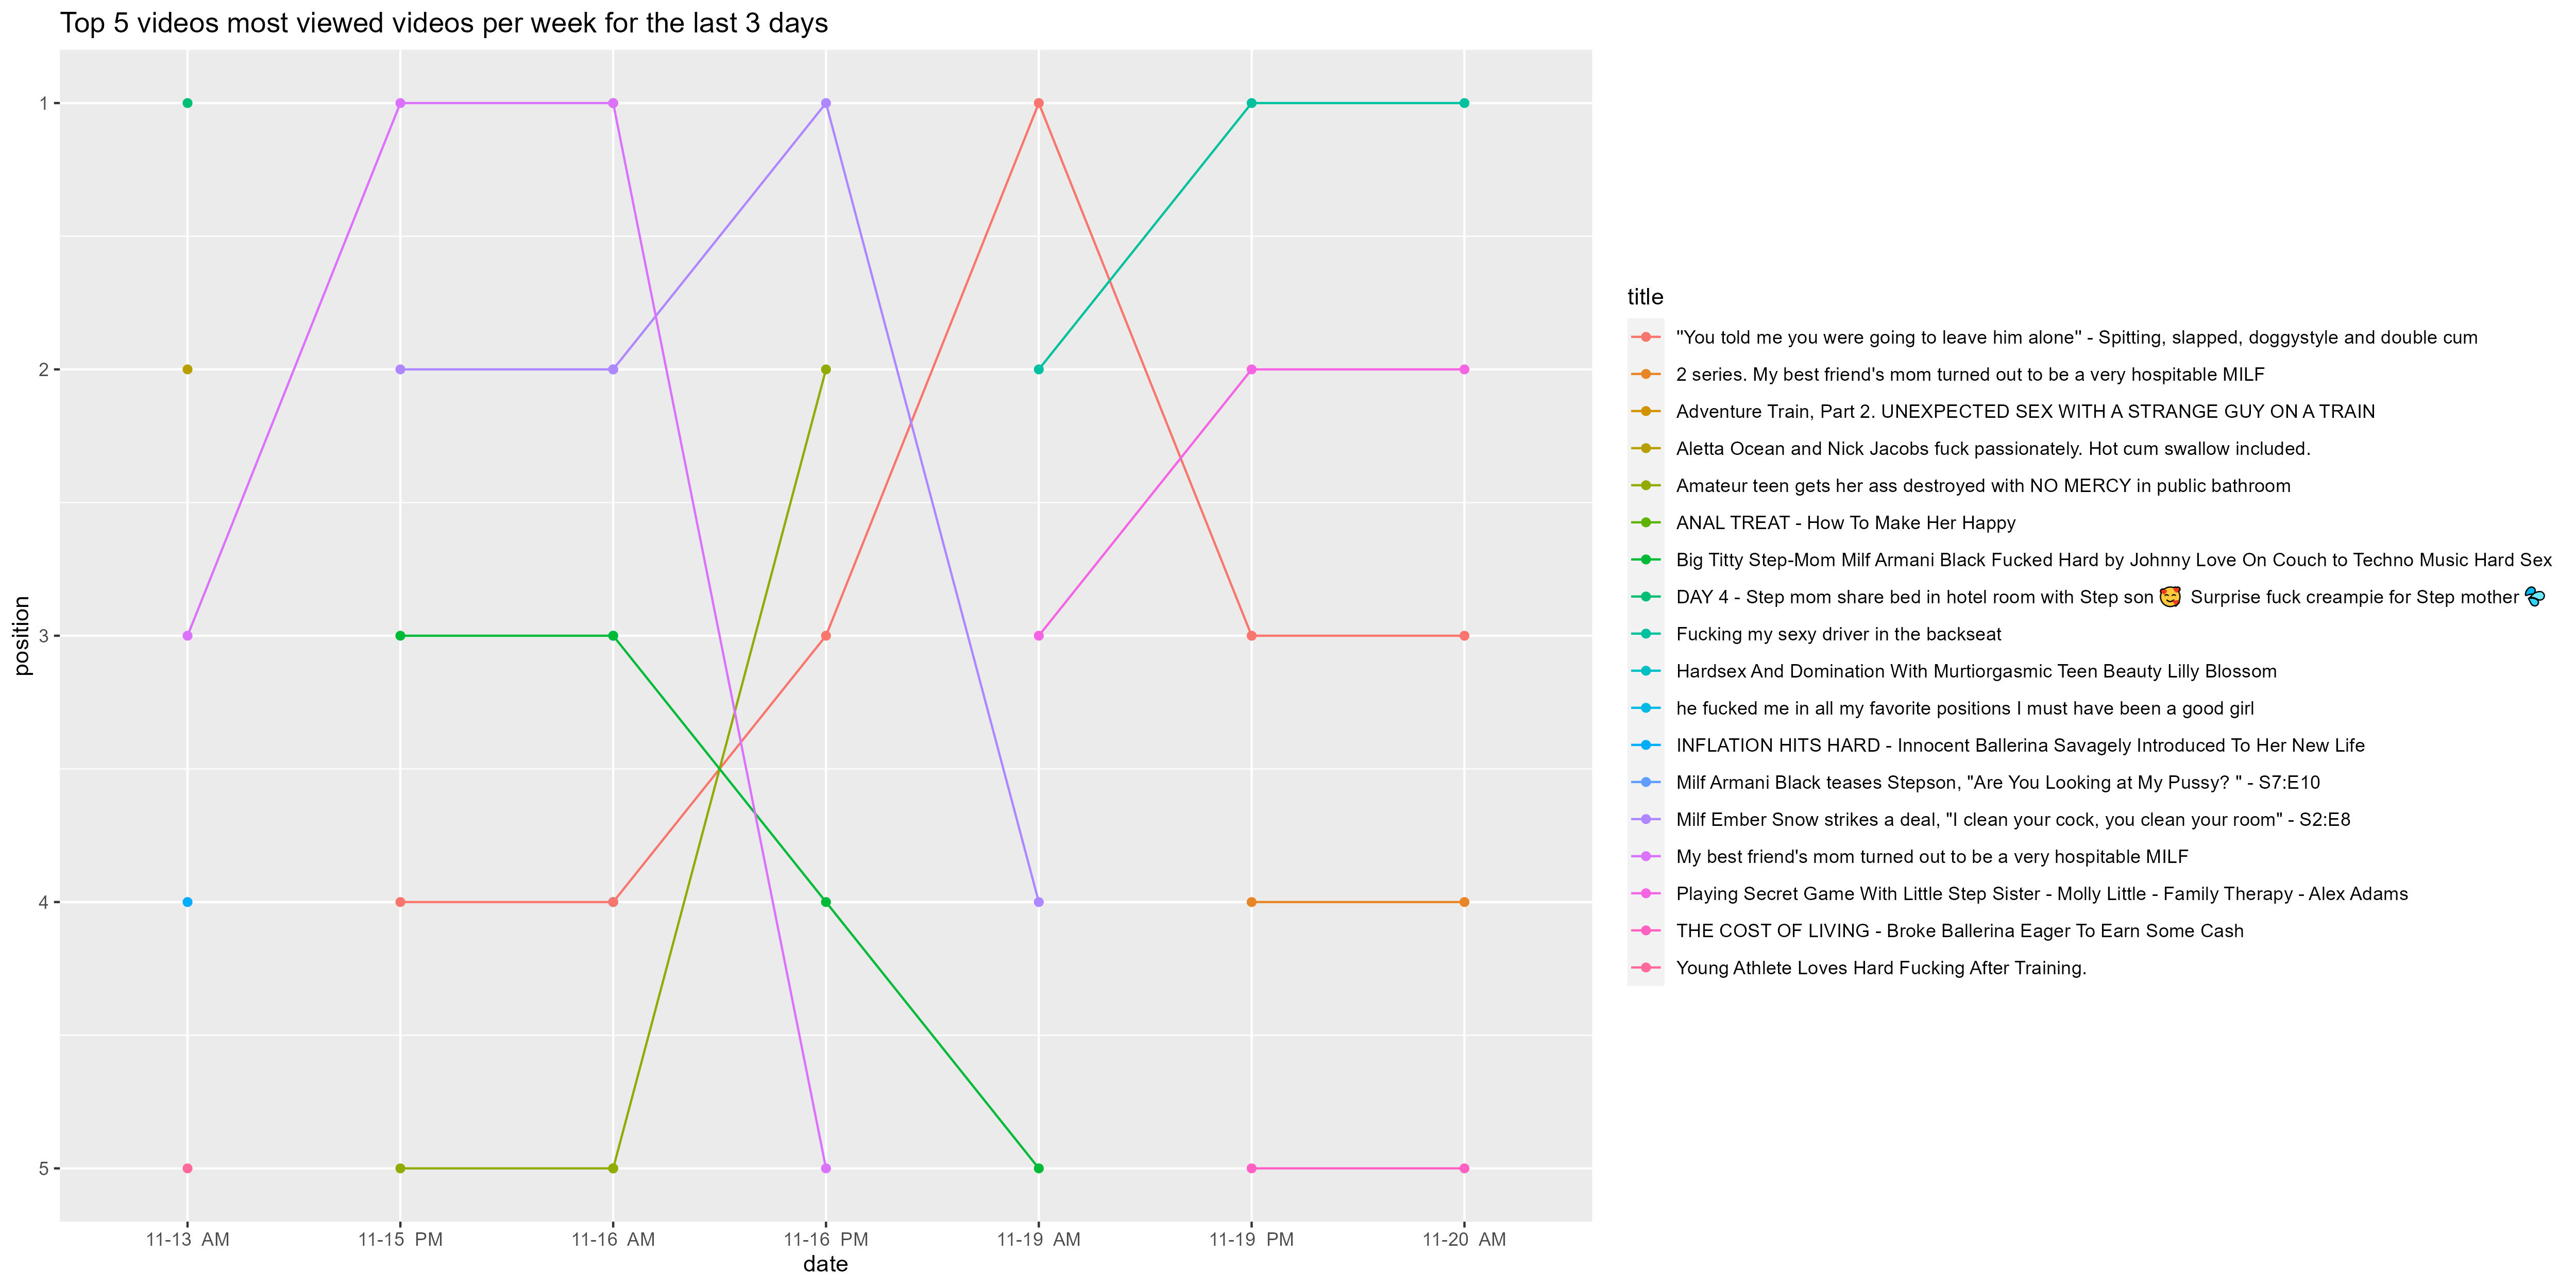 Top 5 videos most viewed videos per week for the last 3 days
position
1
2
3
4
5
11-13 AM
11-15 PM
11-16 AM
11-16 PM
11-19 AM
11-19 PM
11-20 AM
date
title
"You told me you were going to leave him alone" - Spitting, slapped, doggystyle and double cum
2 series. My best friend's mom turned out to be a very hospitable MILF
Adventure Train, Part 2. UNEXPECTED SEX WITH A STRANGE GUY ON A TRAIN
Aletta Ocean and Nick Jacobs fuck passionately. Hot cum swallow included.
Amateur teen gets her ass destroyed with NO MERCY in public bathroom
ANAL TREAT - How To Make Her Happy
Big Titty Step-Mom Milf Armani Black Fucked Hard by Johnny Love On Couch to Techno Music Hard Sex
DAY 4 - Step mom share bed in hotel room with Step son 🥰 Surprise fuck creampie for Step mother 💦
Fucking my sexy driver in the backseat
Hardsex And Domination With Murtiorgasmic Teen Beauty Lilly Blossom
he fucked me in all my favorite positions I must have been a good girl
INFLATION HITS HARD - Innocent Ballerina Savagely Introduced To Her New Life
Milf Armani Black teases Stepson, "Are You Looking at My Pussy? " - S7:E10
Milf Ember Snow strikes a deal, "I clean your cock, you clean your room" - S2:E8
My best friend's mom turned out to be a very hospitable MILF
Playing Secret Game With Little Step Sister - Molly Little - Family Therapy - Alex Adams
THE COST OF LIVING - Broke Ballerina Eager To Earn Some Cash
Young Athlete Loves Hard Fucking After Training.